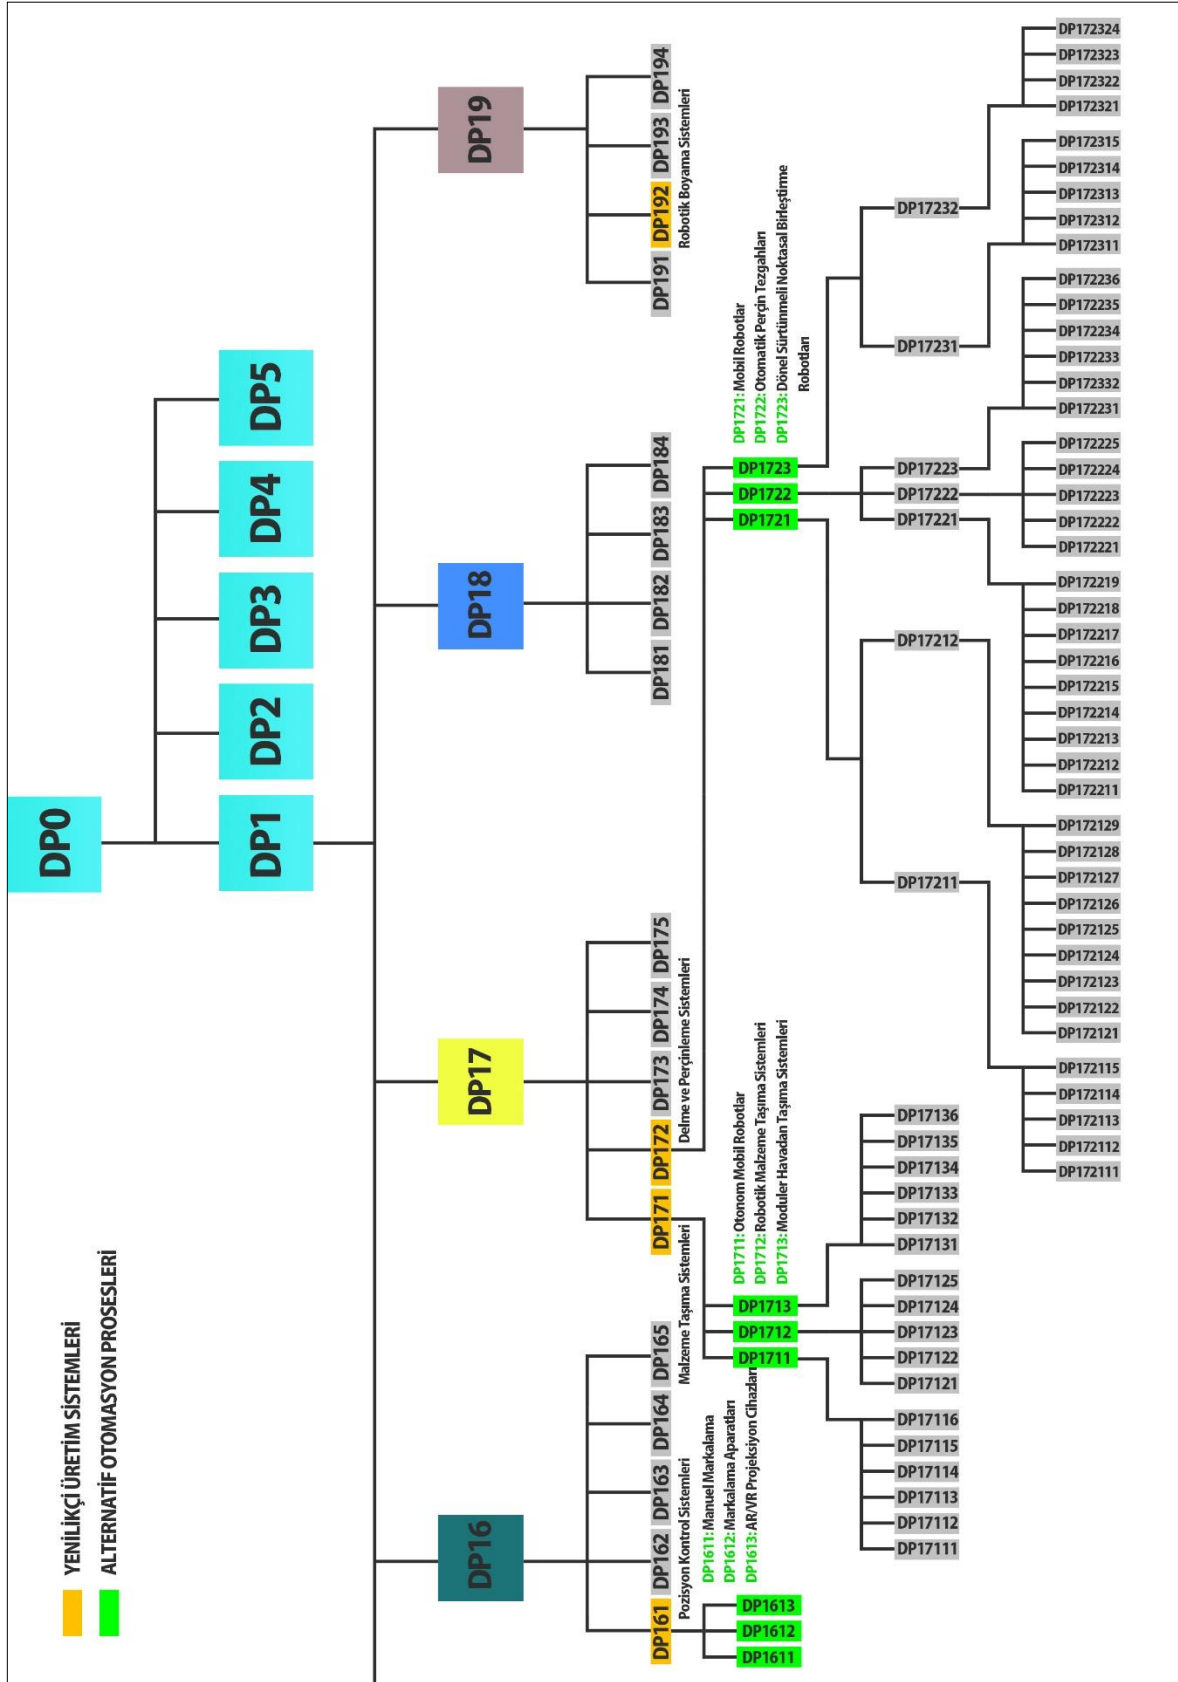 DP0
DP1
DP2
DP3
DP4
DP5
YENİLİKÇİ ÜRETİM SİSTEMLERİ
ALTERNATİF OTOMASYON PROSESLERİ
DP16
DP17
DP18
DP19
DP161
DP162
DP163
DP164
DP165
Pozisyon Kontrol Sistemleri
DP171
DP172
DP173
DP174
DP175
Malzeme Taşıma Sistemleri
Delme ve Perçinleme Sistemleri
DP181
DP182
DP183
DP184
DP191
DP192
DP193
DP194
Robotik Boyama Sistemleri
DP1611: Manuel Markalama
DP1612: Markalama Aparatları
DP1613: AR/VR Projeksiyon Cihazları
DP1613
DP1612
DP1611
DP1711: Otonom Mobil Robotlar
DP1712: Robotik Malzeme Taşıma Sistemleri
DP1713: Moduler Havadan Taşıma Sistemleri
DP1713
DP1712
DP1711
DP1721: Mobil Robotlar
DP1722: Otomatik Perçin Tezgahları
DP1723: Dönel Sürtünmeli Noktasal Birleştirme
Robotları
DP1723
DP1722
DP1721
DP17232
DP17231
DP17223
DP17222
DP17221
DP17212
DP17211
DP17136
DP17135
DP17134
DP17133
DP17132
DP17131
DP17125
DP17124
DP17123
DP17122
DP17121
DP17116
DP17115
DP17114
DP17113
DP17112
DP17111
DP172324
DP172323
DP172322
DP172321
DP172315
DP172314
DP172313
DP172312
DP172311
DP172236
DP172235
DP172234
DP172233
DP172332
DP172231
DP172225
DP172224
DP172223
DP172222
DP172221
DP172219
DP172218
DP172217
DP172216
DP172215
DP172214
DP172213
DP172212
DP172211
DP172129
DP172128
DP172127
DP172126
DP172125
DP172124
DP172123
DP172122
DP172121
DP172115
DP172114
DP172113
DP172112
DP172111